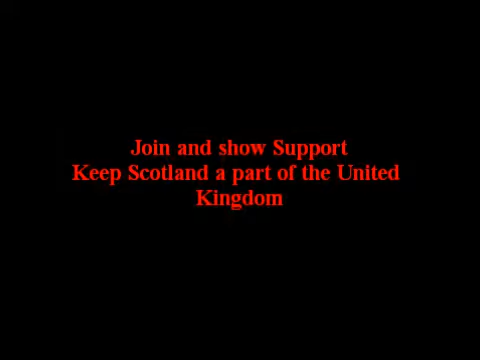 Join and show Support
Keep Scotland a part of the United
Kingdom